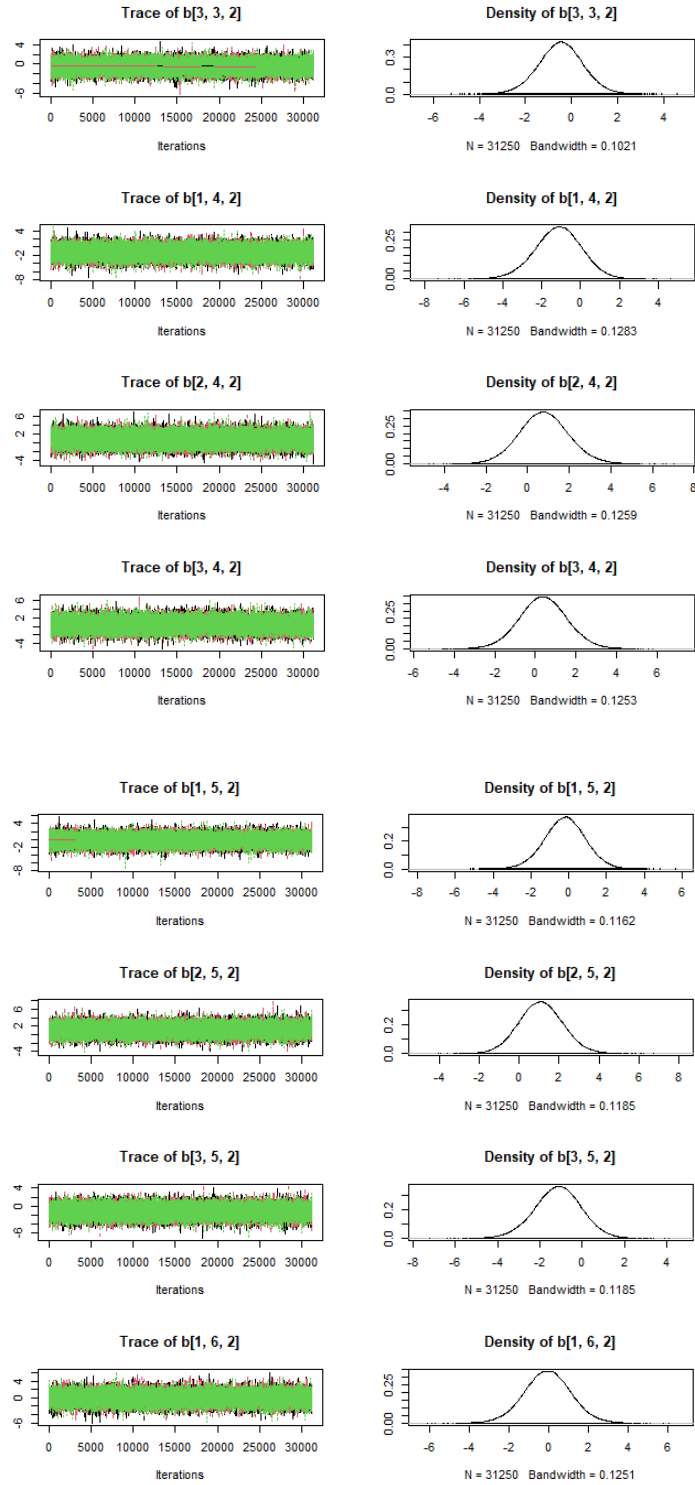 Trace of b[3, 3, 2]
Density of b[3, 3, 2]
4
0
-6
0 5000 10000 15000 20000 25000 30000
Iterations
0.3
0.0
-6 -4 -2 0 2 4
N = 31250 Bandwidth = 0.1021
Trace of b[1, 4, 2]
Density of b[1, 4, 2]
4
-2
-8
0 5000 10000 15000 20000 25000 30000
Iterations
0.25
0.00
-8 -6 -4 -2 0 2 4
N = 31250 Bandwidth = 0.1283
Trace of b[2, 4, 2]
Density of b[2, 4, 2]
6
2
-4
0 5000 10000 15000 20000 25000 30000
Iterations
0.25
0.00
-4 -2 0 2 4 6 8
N = 31250 Bandwidth = 0.1259
Trace of b[3, 4, 2]
Density of b[3, 4, 2]
6
2
-4
0 5000 10000 15000 20000 25000 30000
Iterations
0.25
0.00
-6 -4 -2 0 2 4 6
N = 31250 Bandwidth = 0.1253
Trace of b[1, 5, 2]
Density of b[1, 5, 2]
4
-2
-8
0 5000 10000 15000 20000 25000 30000
Iterations
0.2
0.0
-8 -6 -4 -2 0 2 4 6
N = 31250 Bandwidth = 0.1162
Trace of b[2, 5, 2]
Density of b[2, 5, 2]
6
2
-4
0 5000 10000 15000 20000 25000 30000
Iterations
0.2
0.0
-4 -2 0 2 4 6 8
N = 31250 Bandwidth = 0.1185
Trace of b[3, 5, 2]
Density of b[3, 5, 2]
4
0
-6
0 5000 10000 15000 20000 25000 30000
Iterations
0.2
0.0
-8 -6 -4 -2 0 2 4
N = 31250 Bandwidth = 0.1185
Trace of b[1, 6, 2]
Density of b[1, 6, 2]
4
0
-6
0 5000 10000 15000 20000 25000 30000
Iterations
0.25
0.00
-6 -4 -2 0 2 4 6
N = 31250 Bandwidth = 0.1251